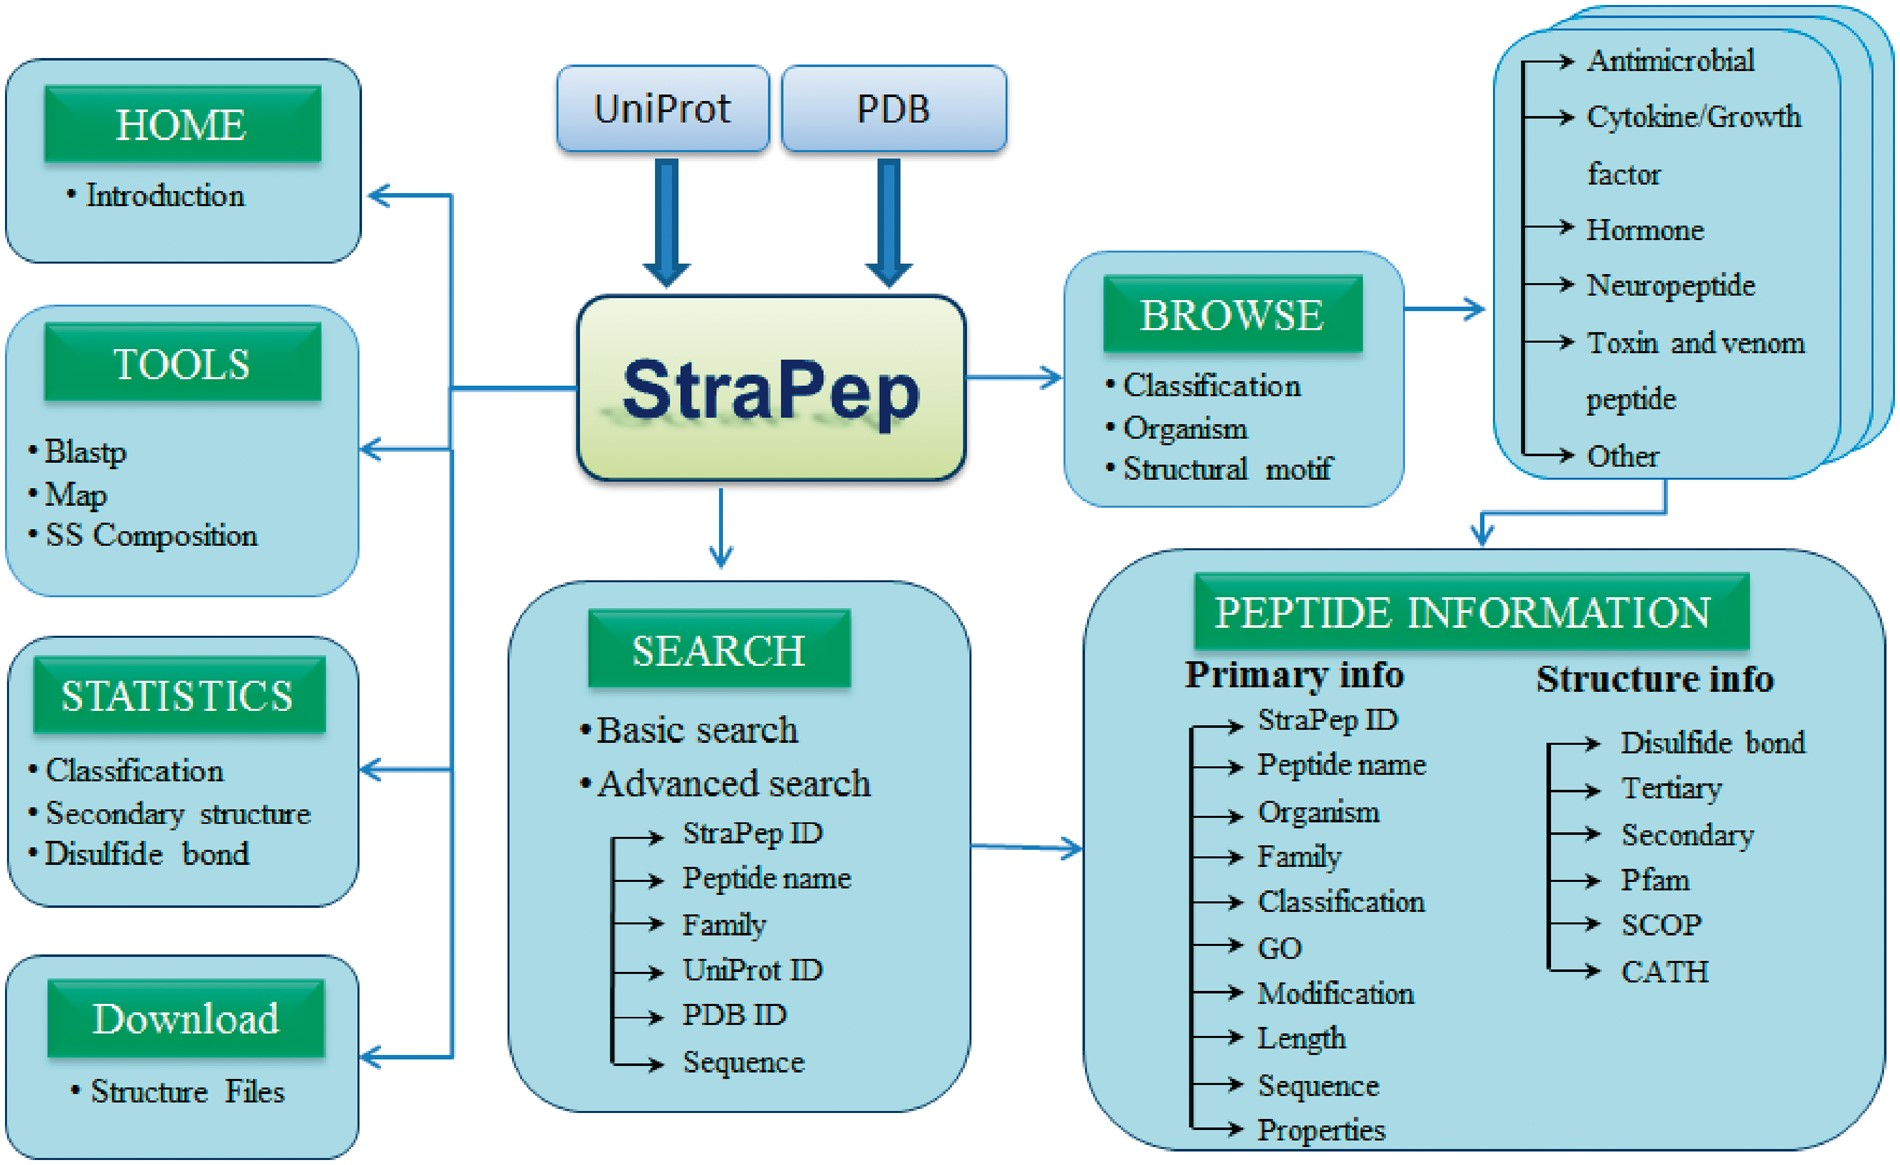 HOME
• Introduction
TOOLS
• Blastp
• Map
• SS Composition
STATISTICS
• Classification
• Secondary structure
• Disulfide bond
Download
• Structure Files
UniProt
PDB
StraPep
SEARCH
• Basic search
• Advanced search
StraPep ID
Peptide name
Family
UniProt ID
PDB ID
Sequence
BROWSE
• Classification
• Organism
• Structural motif
Antimicrobial
Cytokine/Growth
factor
Hormone
Neuropeptide
Toxin and venom
peptide
Other
PEPTIDE INFORMATION
Primary info
StraPep ID
Peptide name
Organism
Family
Classification
GO
Modification
Length
Sequence
Properties
Structure info
Disulfide bond
Tertiary
Secondary
Pfam
SCOP
CATH